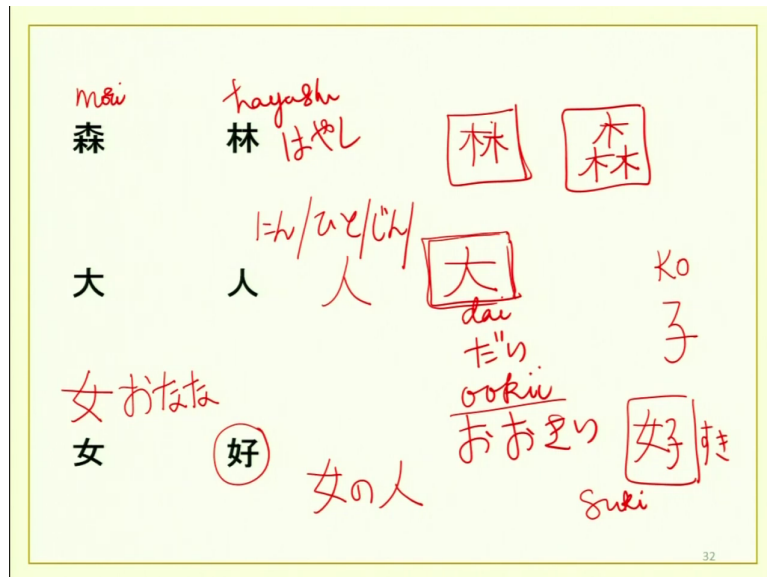 mori hayashi
森 林 はやし 林 森
にん/ひと/じん/
大 人 人 大
dai
だい
ookii
おおきい
KO
子
女 おなな
女 好 好 すき
女の人 suki
32